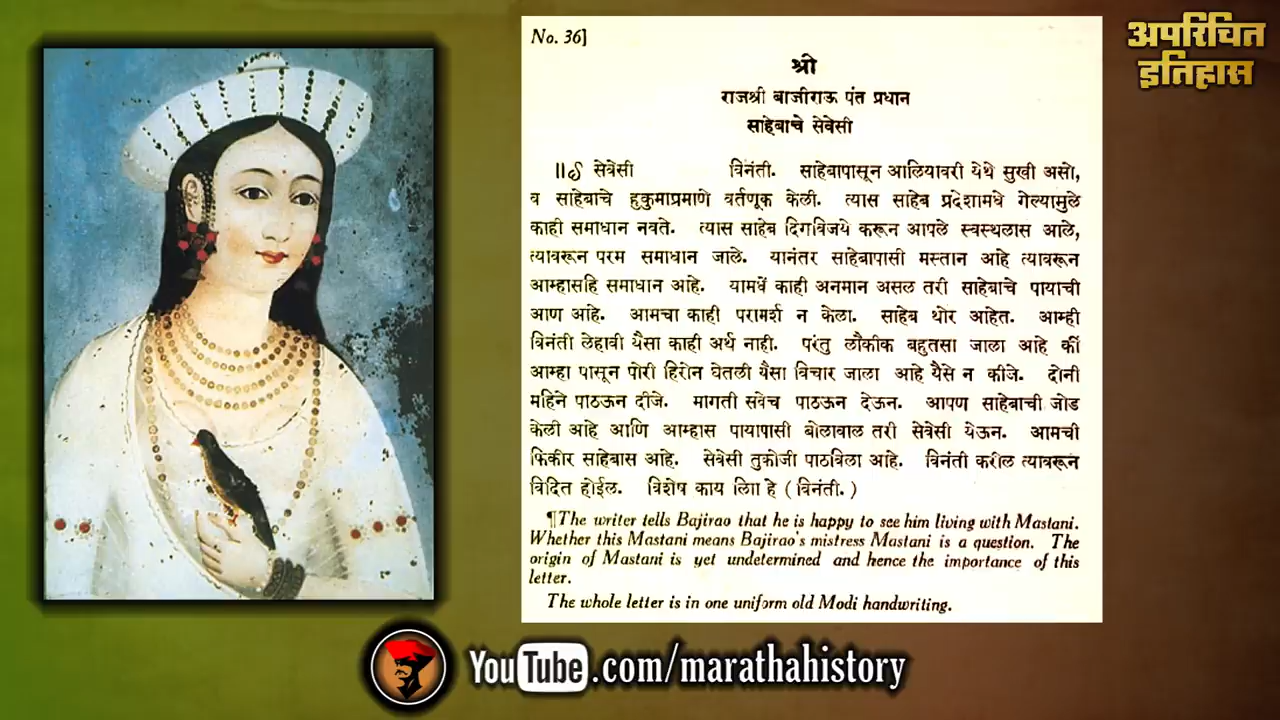 No. 36]
श्री
राजश्री बाजीराऊ पंत प्रधान
साहेबाचे सेवेसी
सेवेसी विनंती. साहेबापासून आलियावरी येथे सुखी असो,
व साहेबाचे हुकुमाप्रमाणे वर्तणूक केली. त्यास साहेब प्रदेशामधे गेल्यामुले
काही समाधान नवते. त्यास साहेब दिगविजये करून आपले स्वस्थलास आले,
त्यावरून परम समाधान जाले. यानंतर साहेबापासी मस्तान आहे त्यावरून
आम्हासहि समाधान आहे. यामधें काही अनमान असल तरी साहेबाचे पायाची
आण आहे. आमचा काही परामर्श न केला. साहेब थोर आहेत. आम्ही
विनंती लेहावी यैसा काही अर्थ नाही. परंतु लौकीक बहुतसा जाला आहे कीं
आम्हा पासून पोरी हिरोन घेतली यैसा विचार जाला आहे यैसे न कीजे. दोनी
महिने पाठऊन दीजे. मागती सवेच पाठऊन देऊन. आपण साहेबाची जोड
केली आहे आणि आम्हास पायापासी बोलावाल तरी सेवेसी येऊन. आमची
फिकीर साहेबास आहे. सेवेसी तुकोजी पाठविला आहे. विनंती करील त्यावरून
विदित होईल. विशेष काय लिा हे (विनंती.)
¶The writer tells Bajirao that he is happy to see him living with Mastani.
Whether this Mastani means Bajirao's mistress Mastani is a question. The
origin of Mastani is yet undetermined and hence the importance of this
letter.
The whole letter is in one uniform old Modi handwriting.
अपरिचित
इतिहास
YouTube.com/marathahistory